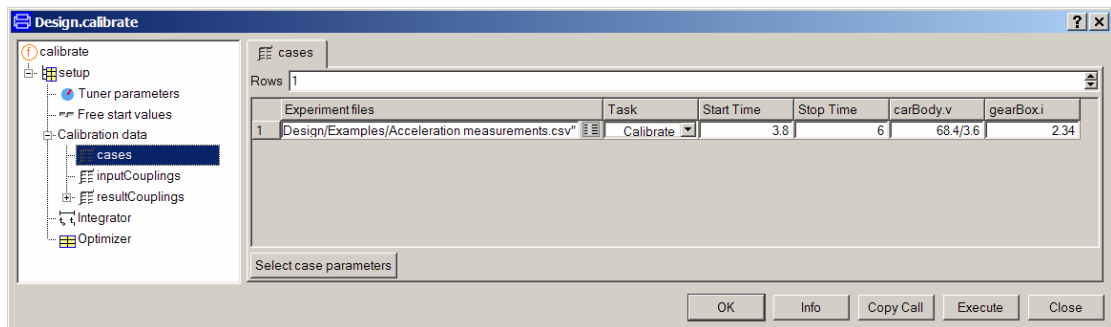 Design.calibrate
calibrate
setup
Tuner parameters
Free start values
Calibration data
cases
inputCouplings
resultCouplings
Integrator
Optimizer
cases
Rows 1
Experiment files Task Start Time Stop Time carBody.v gearBox.i
1 Design/Examples/Acceleration measurements.csv" Calibrate 3.8 6 68.4/3.6 2.34
Select case parameters
OK Info Copy Call Execute Close